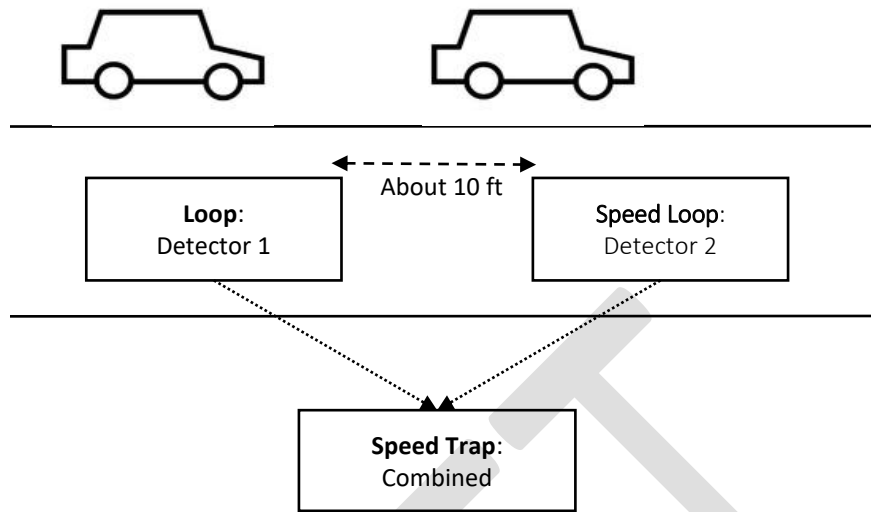 About 10 ft
Loop:
Detector 1
Speed Loop:
Detector 2
Speed Trap:
Combined